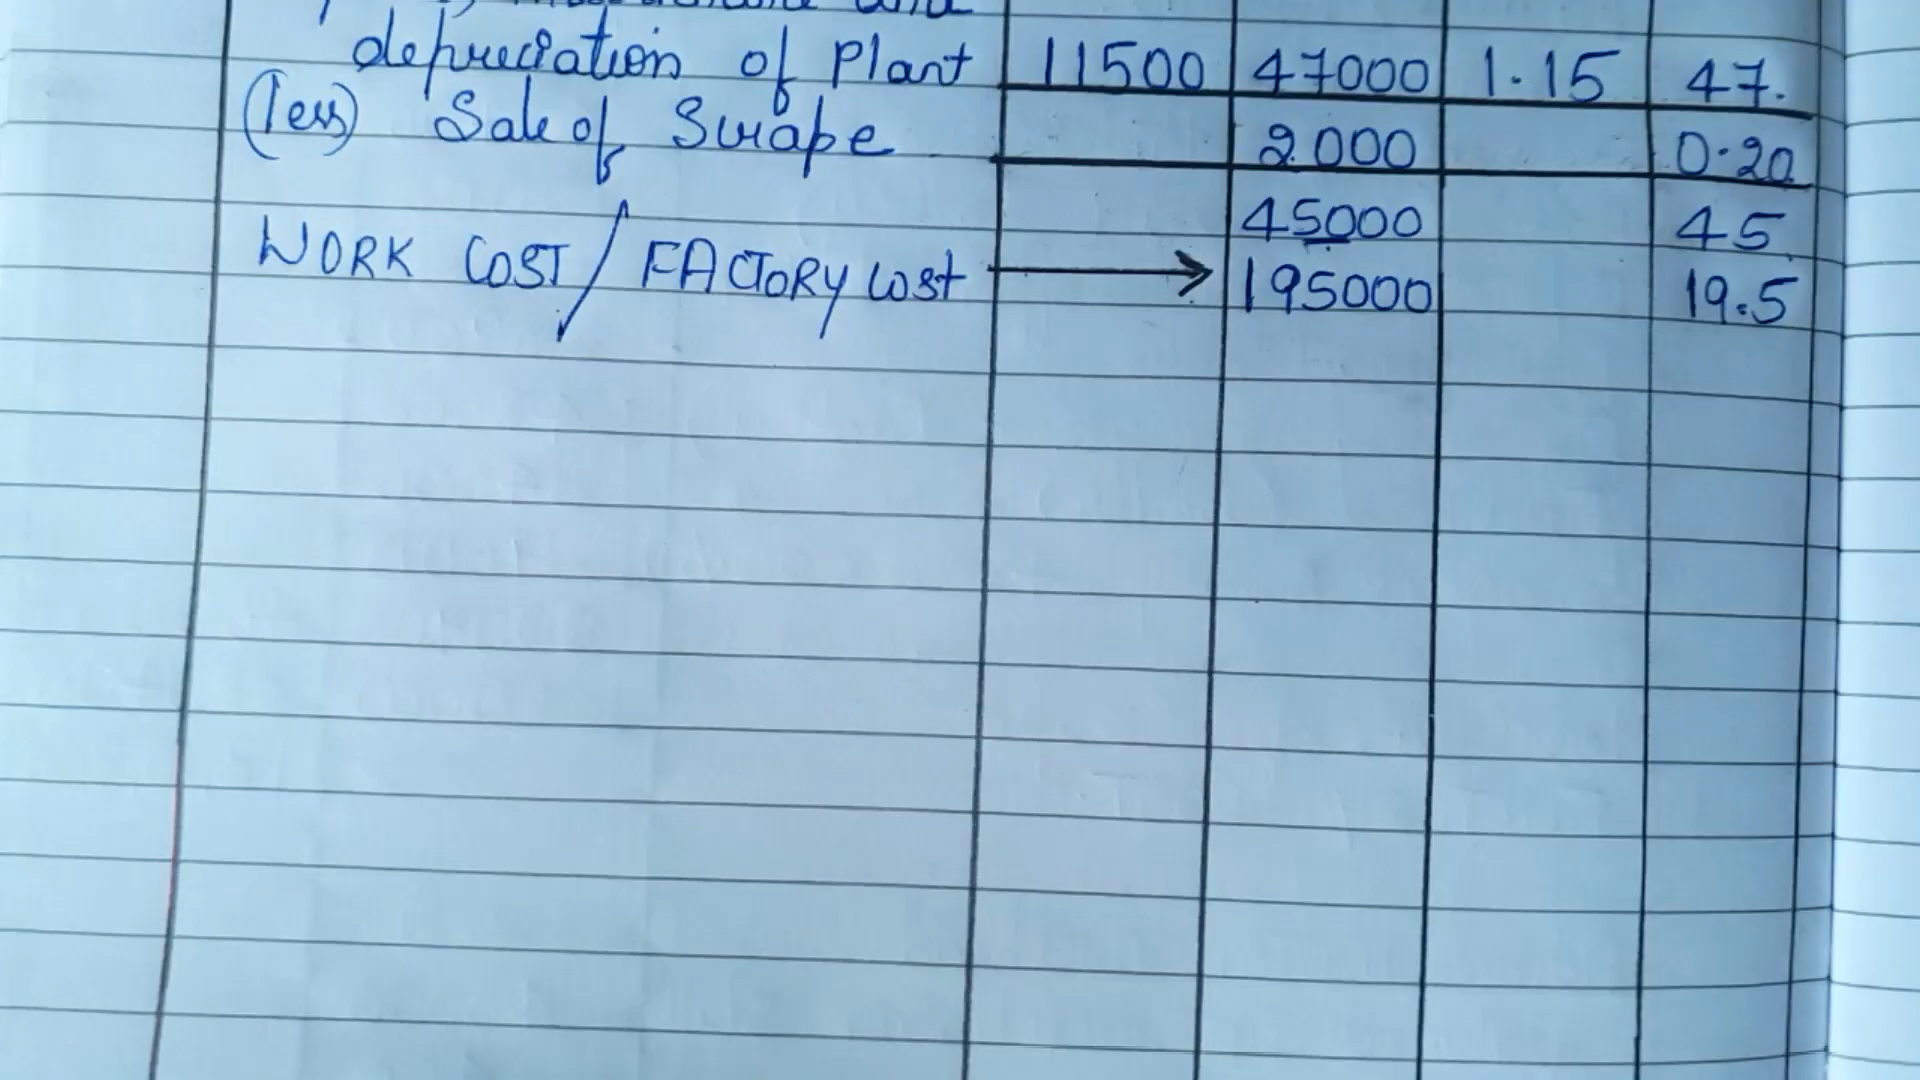 and
depreciation of Plant 11500 47000 1.15 47.
(less) Sale of Scrape 2000 0.20
45000 45
WORK COST / FACTORY Cost 195000 19.5